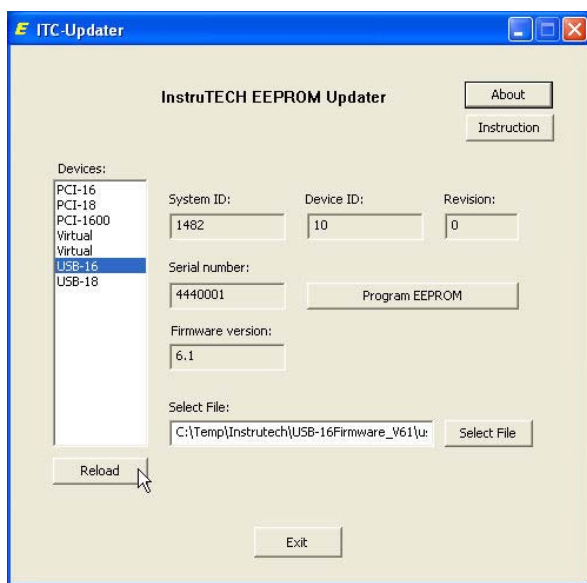 E ITC-Updater
InstruTECH EEPROM Updater
About
Instruction
Devices:
PCI-16
PCI-18
PCI-1600
Virtual
Virtual
USB-16
USB-18
System ID:
Device ID:
Revision:
1482
10
0
Serial number:
4440001
Program EEPROM
Firmware version:
6.1
Select File:
C:\Temp\Instrutech\USB-16Firmware_V61\u
Select File
Reload
Exit